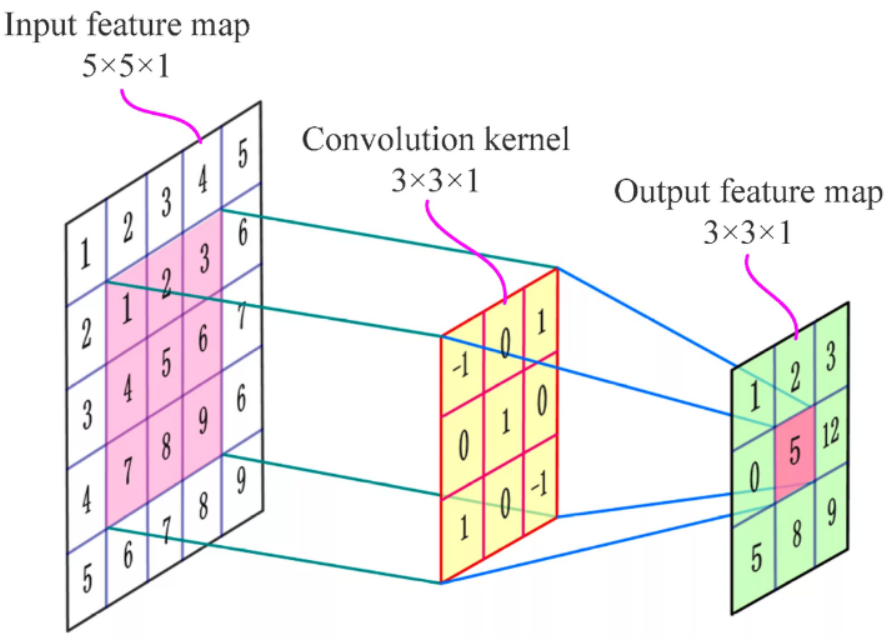 Input feature map
5×5×1
Convolution kernel
3×3×1
Output feature map
3×3×1
1 2 3 4 5
2 1 2 3 6
3 4 5 6 7
4 7 8 9 6
5 6 7 8 9
-1 0 1
0 1 0
1 0 -1
1 2 3
0 5 12
5 8 9